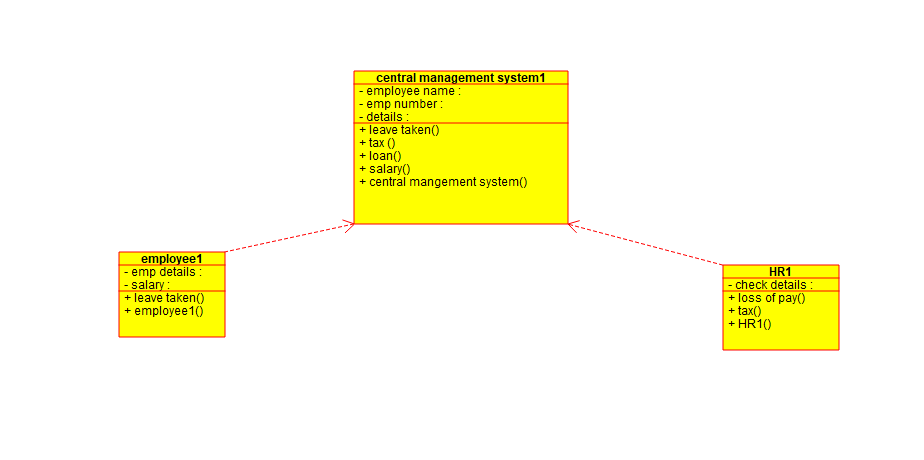 central management system1
- employee name :
- emp number :
- details :
+ leave taken()
+ tax ()
+ loan()
+ salary()
+ central mangement system()
employee1
- emp details :
- salary :
+ leave taken()
+ employee1()
HR1
- check details :
+ loss of pay()
+ tax()
+ HR1()